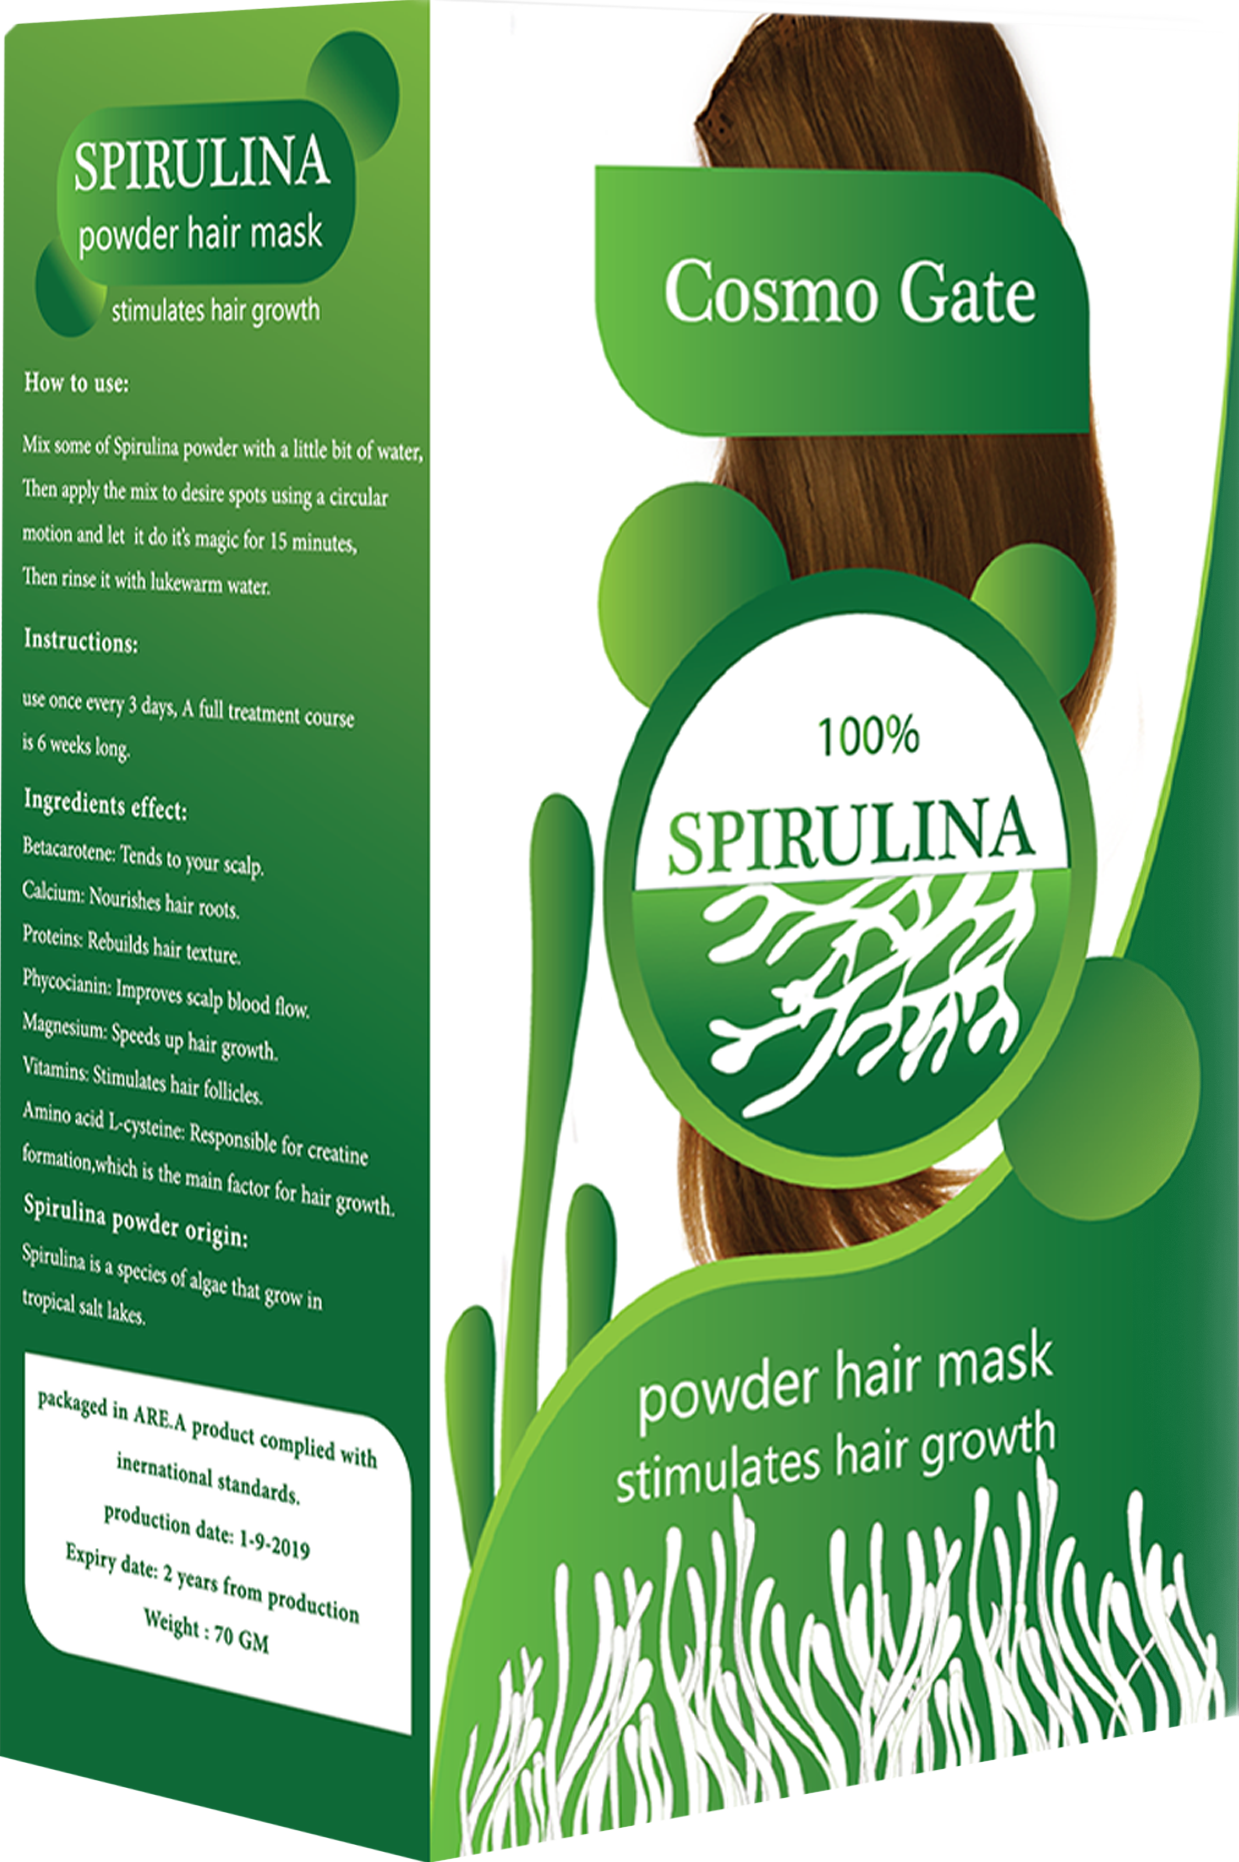 SPIRULINA
powder hair mask
stimulates hair growth
How to use:
Mix some of Spirulina powder with a little bit of water,
Then apply the mix to desire spots using a circular
motion and let it do it's magic for 15 minutes,
Then rinse it with lukewarm water.
Instructions:
use once every 3 days, A full treatment course
is 6 weeks long.
Ingredients effect:
Betacarotene: Tends to your scalp.
Calcium: Nourishes hair roots.
Proteins: Rebuilds hair texture.
Phycocianin: Improves scalp blood flow.
Magnesium: Speeds up hair growth.
Vitamins: Stimulates hair follicles.
Amino acid L-cysteine: Responsible for creatine
formation,which is the main factor for hair growth.
Spirulina powder origin:
Spirulina is a species of algae that grow in
tropical salt lakes.
packaged in ARE.A product complied with
inernational standards.
production date: 1-9-2019
Expiry date: 2 years from production
Weight : 70 GM
Cosmo Gate
100%
SPIRULINA
powder hair mask
stimulates hair growth